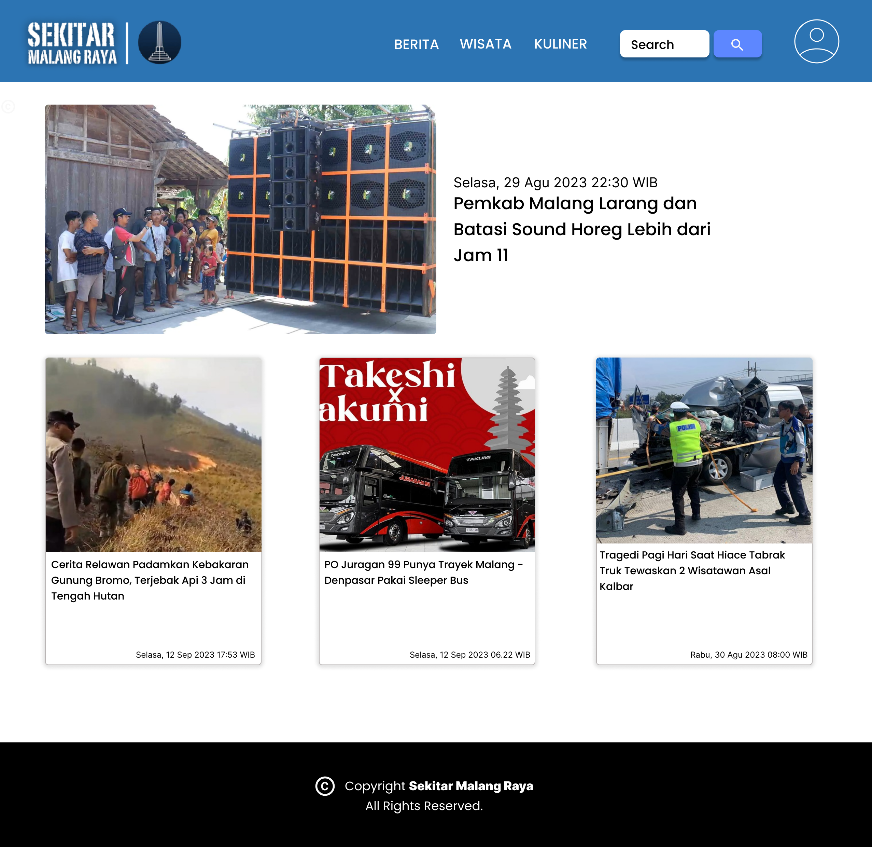 SEKITAR
MALANG RAYA
BERITA WISATA KULINER
Search
Selasa, 29 Agu 2023 22:30 WIB
Pemkab Malang Larang dan
Batasi Sound Horeg Lebih dari
Jam 11
Takeshi
x
akumi
JURAGAN 99
POLISI
Cerita Relawan Padamkan Kebakaran
Gunung Bromo, Terjebak Api 3 Jam di
Tengah Hutan
Selasa, 12 Sep 2023 17:53 WIB
PO Juragan 99 Punya Trayek Malang -
Denpasar Pakai Sleeper Bus
Selasa, 12 Sep 2023 06.22 WIB
Tragedi Pagi Hari Saat Hiace Tabrak
Truk Tewaskan 2 Wisatawan Asal
Kalbar
Rabu, 30 Agu 2023 08:00 WIB
© Copyright Sekitar Malang Raya
All Rights Reserved.